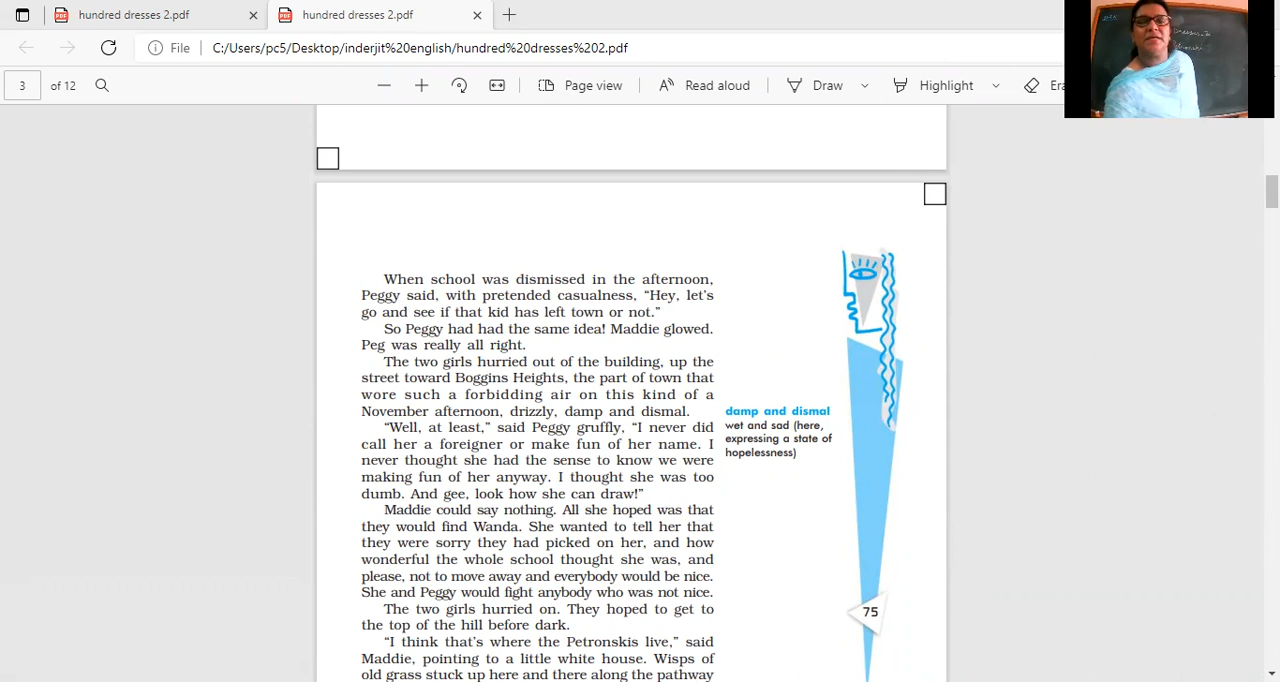 hundred dresses 2.pdf
hundred dresses 2.pdf
File
C:/Users/pc5/Desktop/inderjit%20english/hundred%20dresses%202.pdf
3
of 12
Page view
Read aloud
Draw
Highlight
When school was dismissed in the afternoon,
Peggy said, with pretended casualness, “Hey, let’s
go and see if that kid has left town or not.”
So Peggy had had the same idea! Maddie glowed.
Peg was really all right.
The two girls hurried out of the building, up the
street toward Boggins Heights, the part of town that
wore such a forbidding air on this kind of a
November afternoon, drizzly, damp and dismal.
“Well, at least,” said Peggy gruffly, “I never did
call her a foreigner or make fun of her name. I
never thought she had the sense to know we were
making fun of her anyway. I thought she was too
dumb. And gee, look how she can draw!”
Maddie could say nothing. All she hoped was that
they would find Wanda. She wanted to tell her that
they were sorry they had picked on her, and how
wonderful the whole school thought she was, and
please, not to move away and everybody would be nice.
She and Peggy would fight anybody who was not nice.
The two girls hurried on. They hoped to get to
the top of the hill before dark.
“I think that’s where the Petronskis live,” said
Maddie, pointing to a little white house. Wisps of
old grass stuck up here and there along the pathway
damp and dismal
wet and sad (here,
expressing a state of
hopelessness)
75